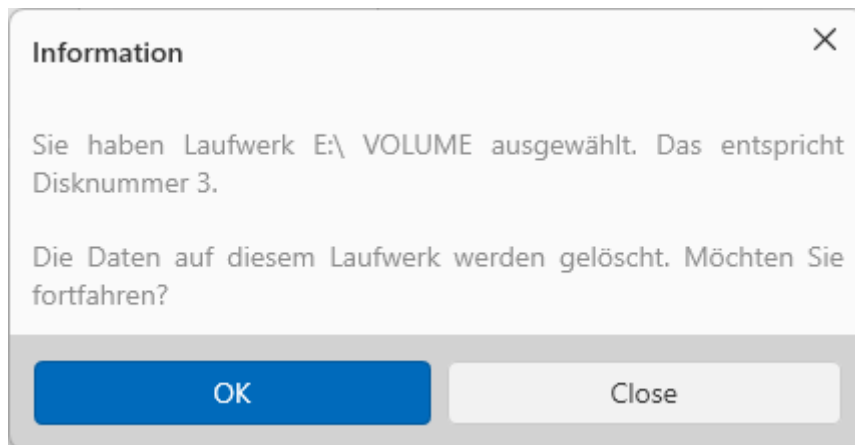 Information
Sie haben Laufwerk E:\ VOLUME ausgewählt. Das entspricht
Disknummer 3.
Die Daten auf diesem Laufwerk werden gelöscht. Möchten Sie
fortfahren?
OK
Close